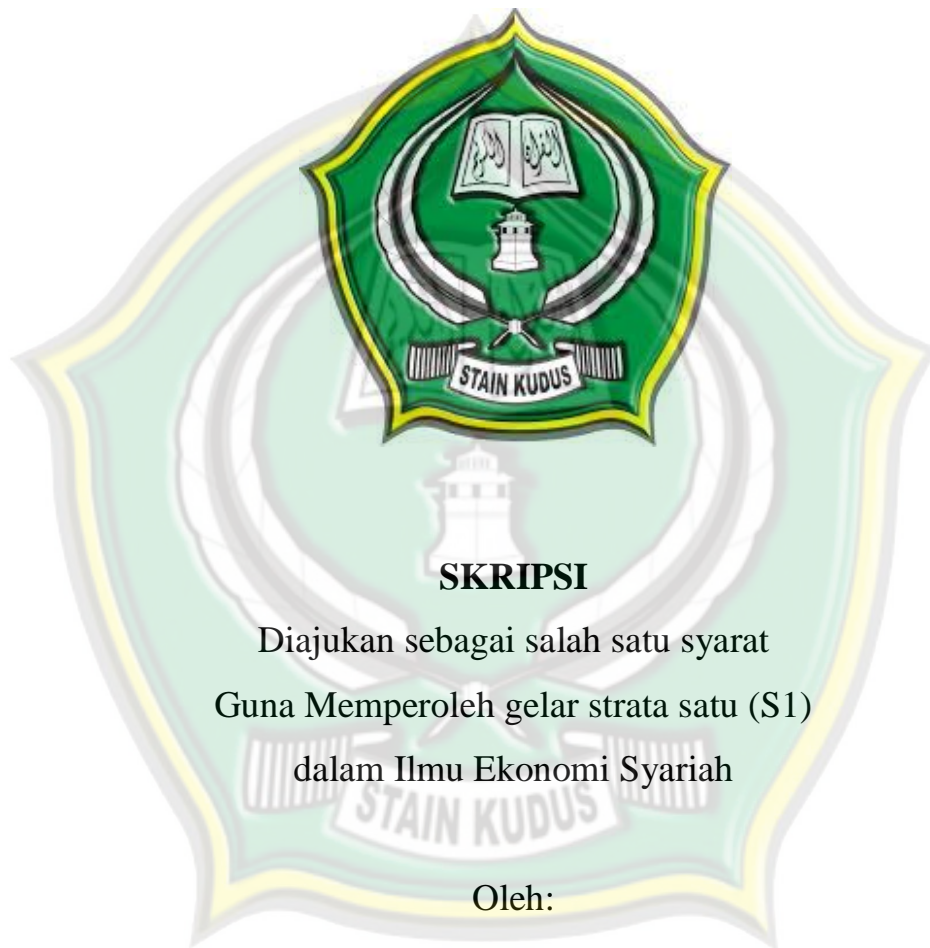 STAIN KUDUS
SKRIPSI
Diajukan sebagai salah satu syarat
Guna Memperoleh gelar strata satu (S1)
dalam Ilmu Ekonomi Syariah
STAIN KUDUS
Oleh: